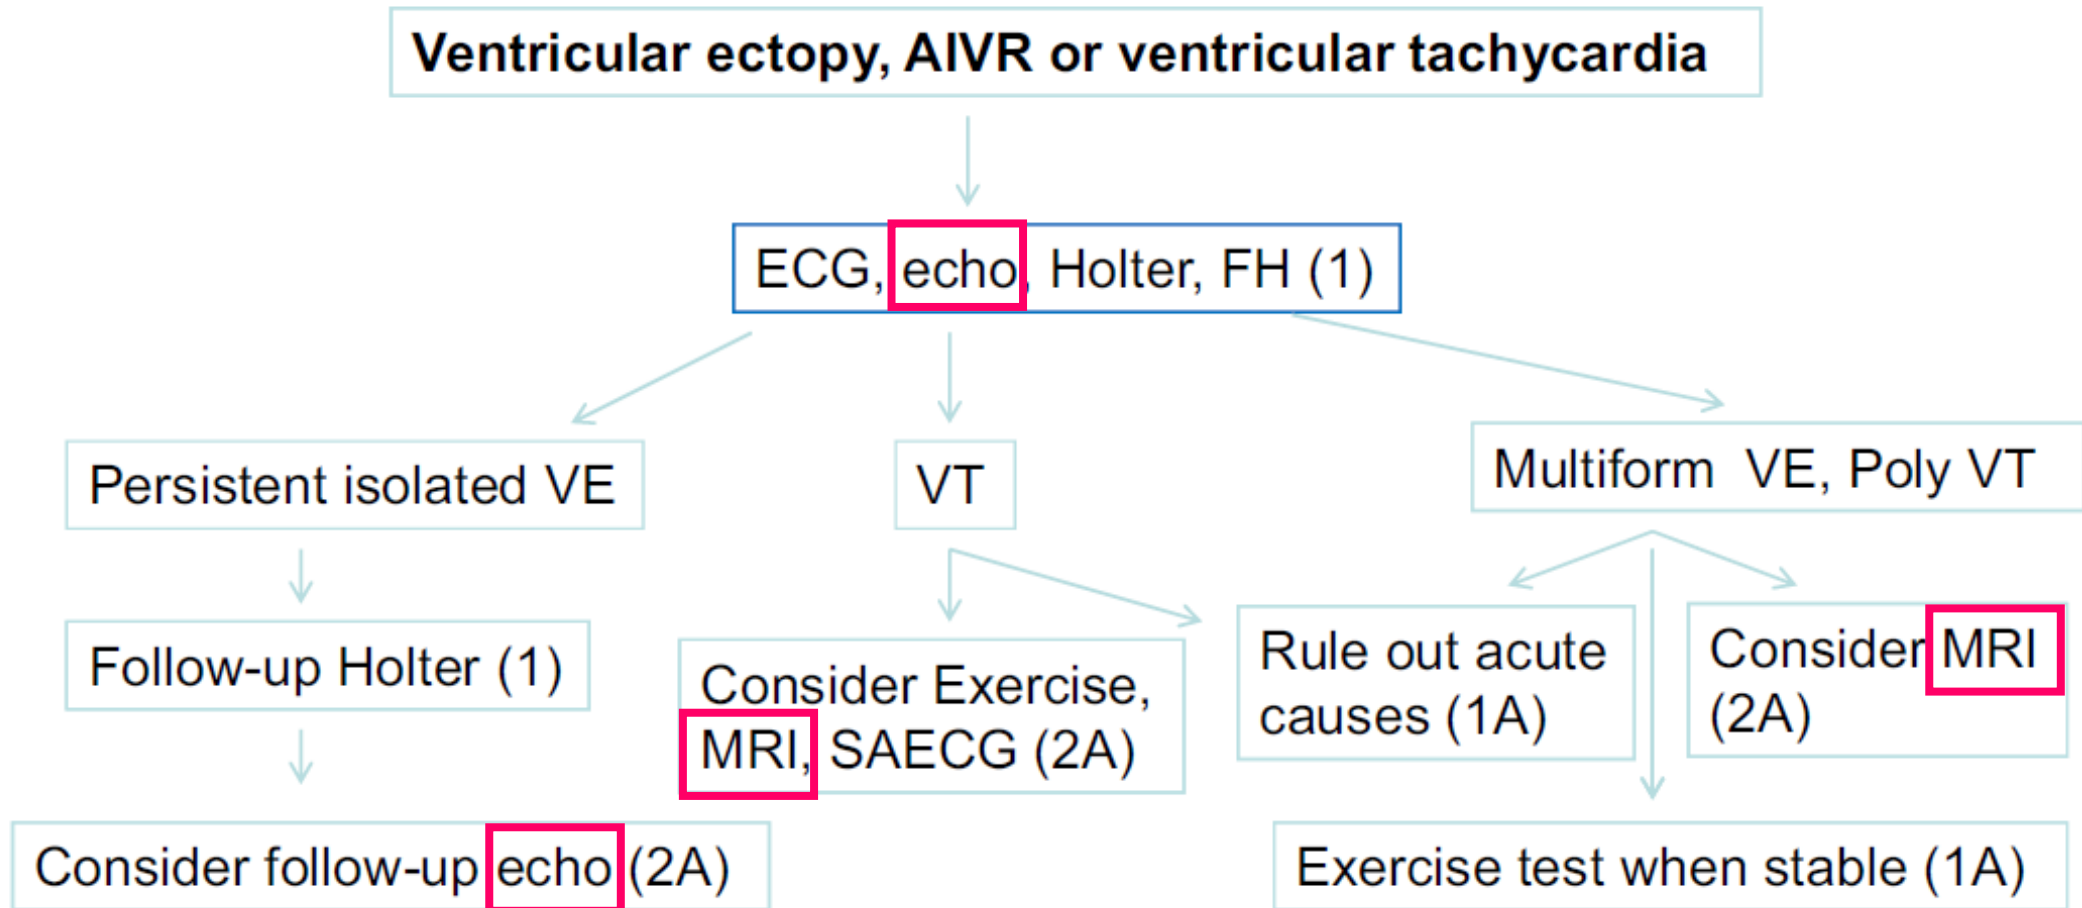 Ventricular ectopy, AIVR or ventricular tachycardia
ECG, echo, Holter, FH (1)
Persistent isolated VE
VT
Multiform VE, Poly VT
Follow-up Holter (1)
Consider Exercise,
MRI, SAECG (2A)
Rule out acute
causes (1A)
Consider MRI
(2A)
Consider follow-up echo (2A)
Exercise test when stable (1A)